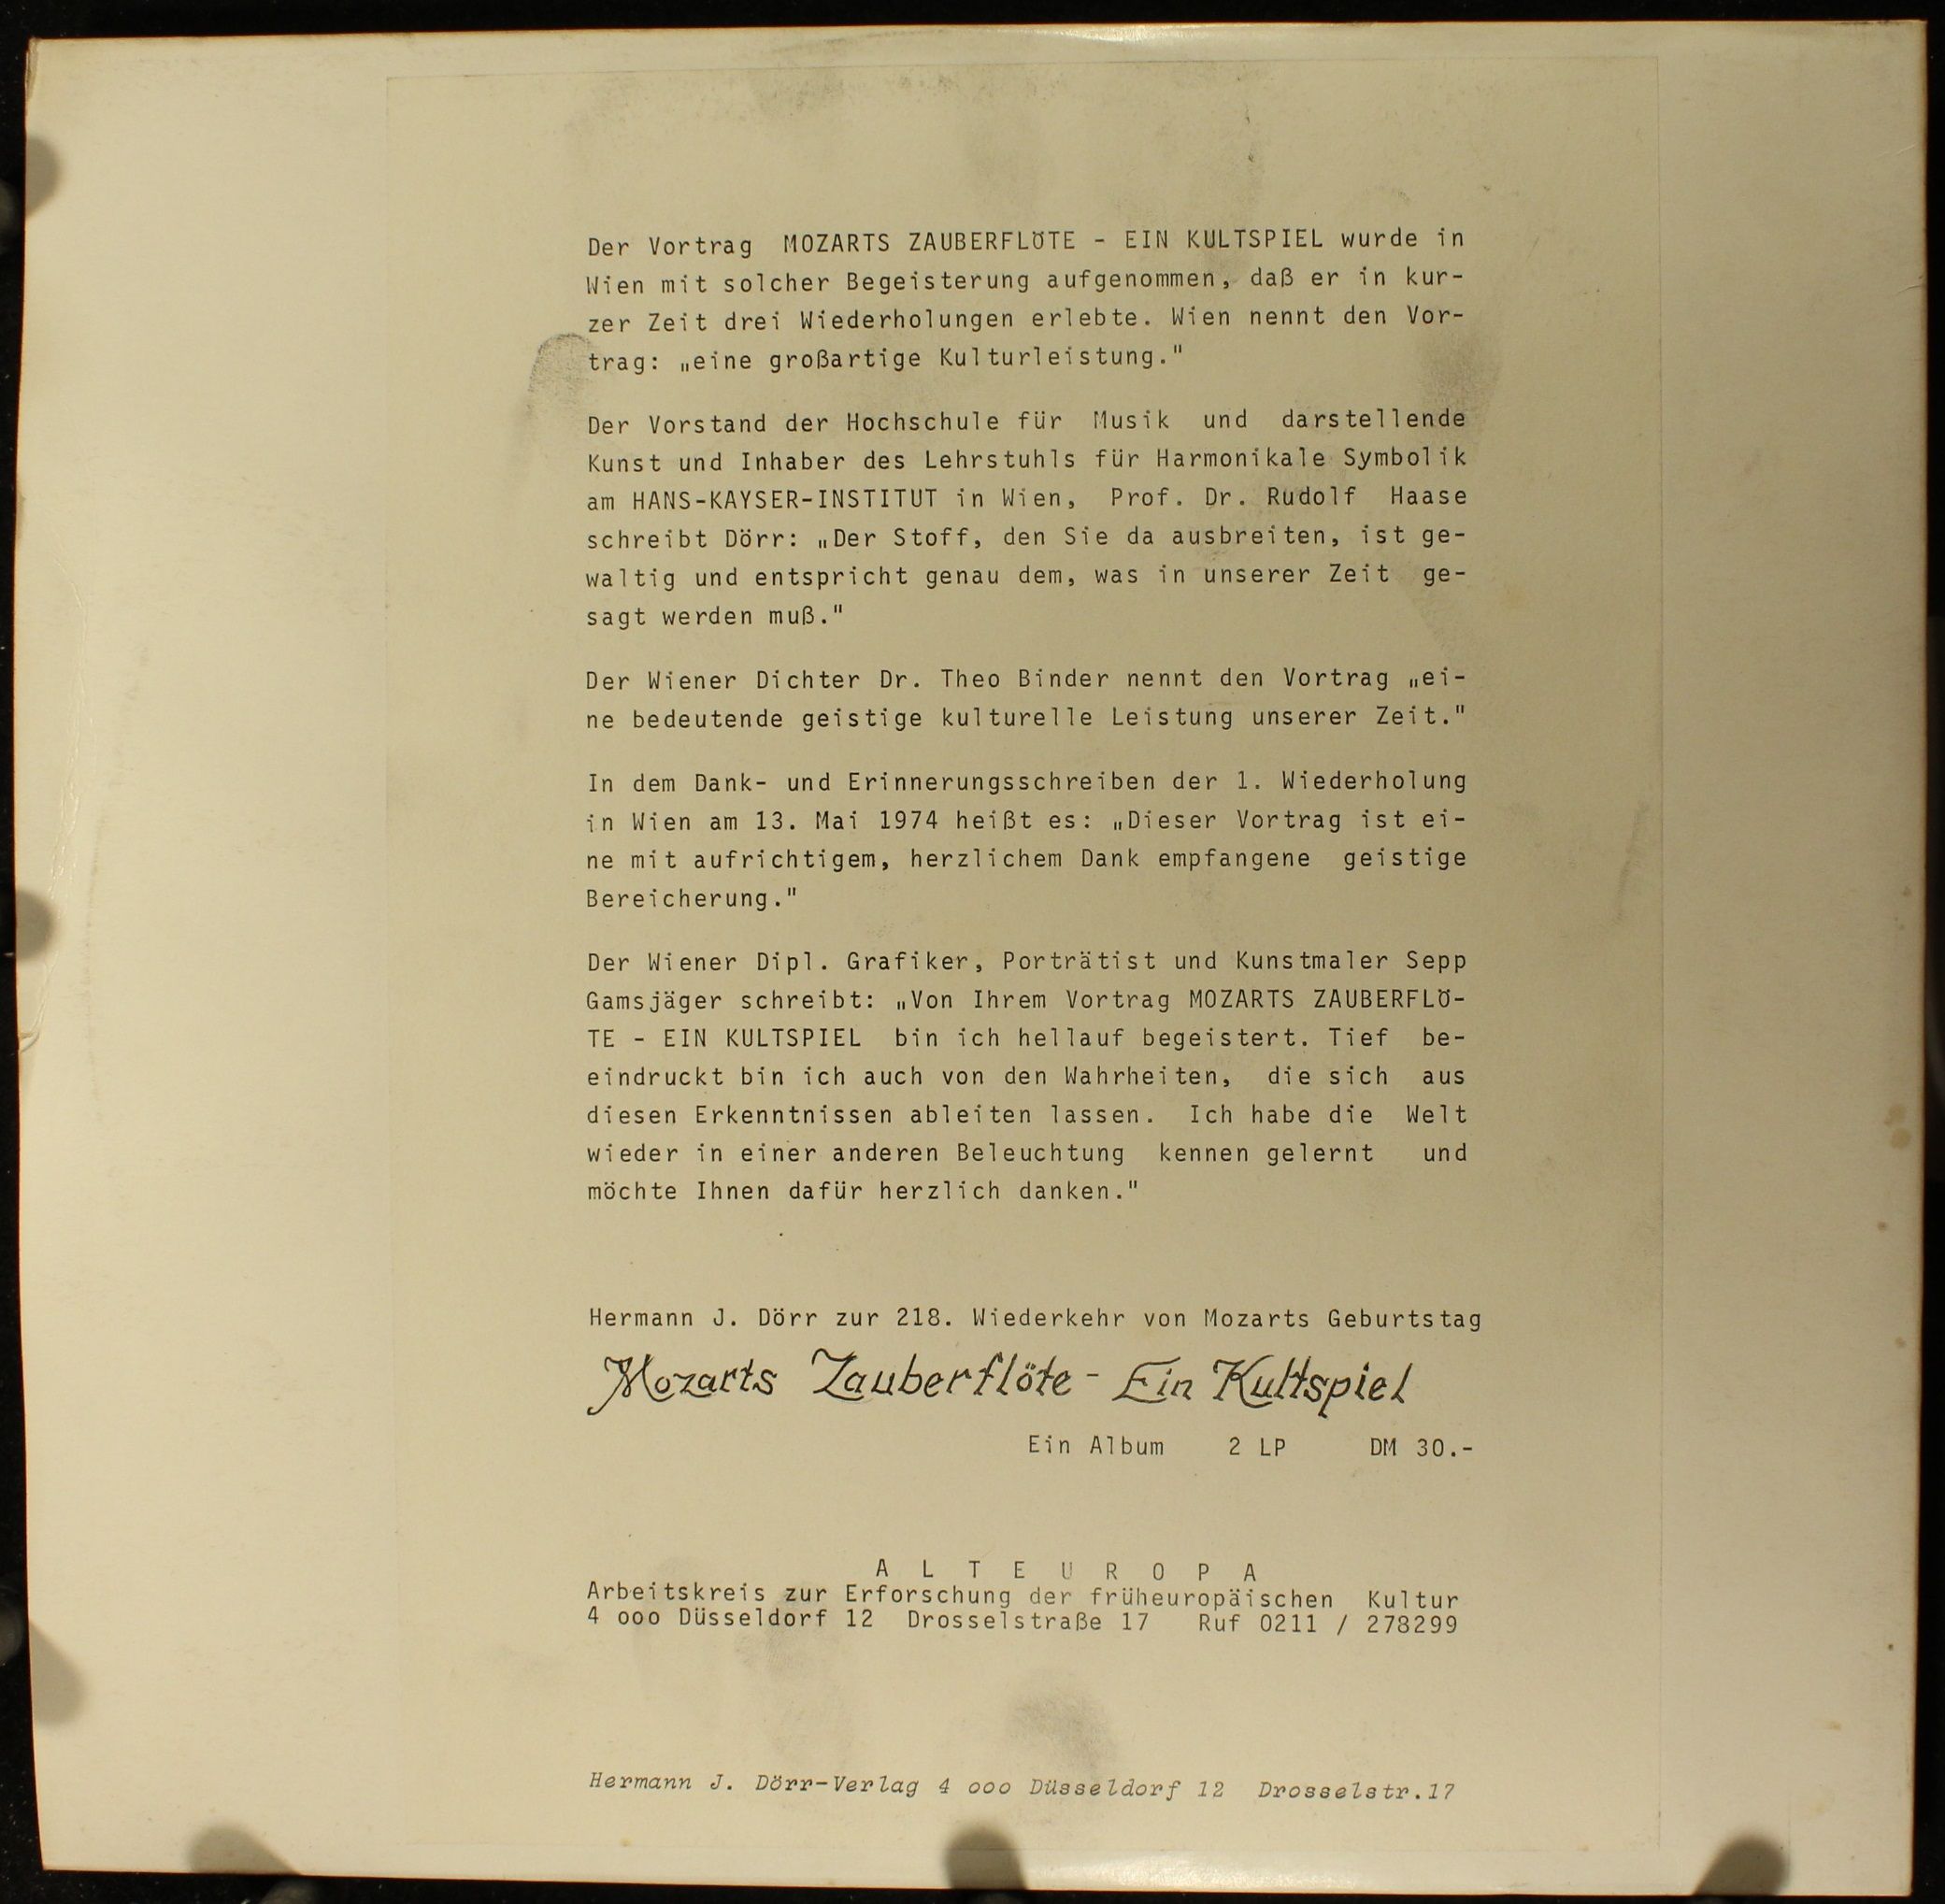 Der Vortrag MOZARTS ZAUBERFLÖTE - EIN KULTSPIEL wurde in
Wien mit solcher Begeisterung aufgenommen, daß er in kur-
zer Zeit drei Wiederholungen erlebte. Wien nennt den Vor-
trag: „eine großartige Kulturleistung."
Der Vorstand der Hochschule für Musik und darstellende
Kunst und Inhaber des Lehrstuhls für Harmonikale Symbolik
am HANS-KAYSER-INSTITUT in Wien, Prof. Dr. Rudolf Haase
schreibt Dörr: „Der Stoff, den Sie da ausbreiten, ist ge-
waltig und entspricht genau dem, was in unserer Zeit ge-
sagt werden muß."
Der Wiener Dichter Dr. Theo Binder nennt den Vortrag „ei-
ne bedeutende geistige kulturelle Leistung unserer Zeit."
In dem Dank- und Erinnerungsschreiben der 1. Wiederholung
in Wien am 13. Mai 1974 heißt es: „Dieser Vortrag ist ei-
ne mit aufrichtigem, herzlichem Dank empfangene geistige
Bereicherung."
Der Wiener Dipl. Grafiker, Porträtist und Kunstmaler Sepp
Gamsjäger schreibt: „Von Ihrem Vortrag MOZARTS ZAUBERFLÖ-
TE - EIN KULTSPIEL bin ich hellauf begeistert. Tief be-
eindruckt bin ich auch von den Wahrheiten, die sich aus
diesen Erkenntnissen ableiten lassen. Ich habe die Welt
wieder in einer anderen Beleuchtung kennen gelernt und
möchte Ihnen dafür herzlich danken."
Hermann J. Dörr zur 218. Wiederkehr von Mozarts Geburtstag
Mozarts Zauberflöte - Ein Kultspiel
Ein Album 2 LP DM 30.-
A L T E U R O P A
Arbeitskreis zur Erforschung der früheuropäischen Kultur
4 ooo Düsseldorf 12 Drosselstraße 17 Ruf 0211 / 278299
Hermann J. Dörr-Verlag 4 ooo Düsseldorf 12 Drosselstr.17